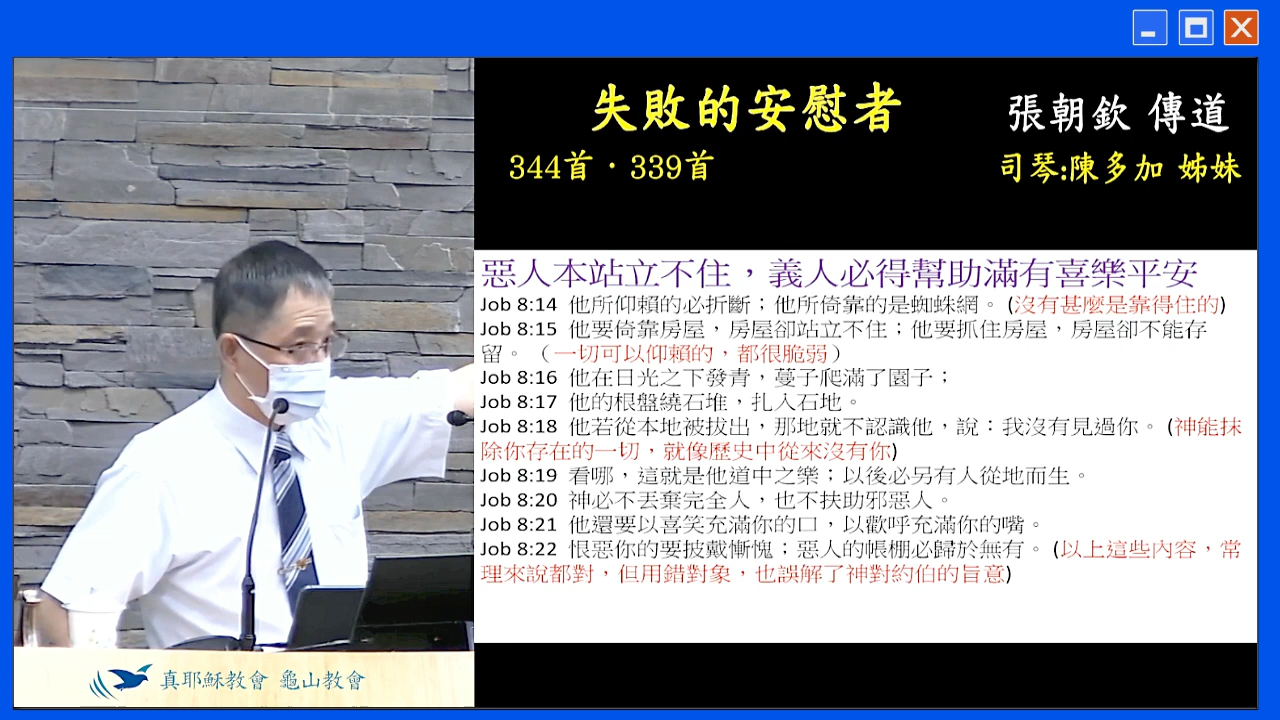 失敗的安慰者
張朝欽 傳道
344首・339首
司琴:陳多加 姊妹
惡人本站立不住，義人必得幫助滿有喜樂平安
Job 8:14 他所仰賴的必折斷；他所倚靠的是蜘蛛網。 (沒有甚麼是靠得住的)
Job 8:15 他要倚靠房屋，房屋卻站立不住；他要抓住房屋，房屋卻不能存
留。 （一切可以仰賴的，都很脆弱）
Job 8:16 他在日光之下發青，蔓子爬滿了園子；
Job 8:17 他的根盤繞石堆，扎入石地。
Job 8:18 他若從本地被拔出，那地就不認識他，說：我沒有見過你。 (神能抹
除你存在的一切，就像歷史中從來沒有你)
Job 8:19 看哪，這就是他道中之樂；以後必另有人從地而生。
Job 8:20 神必不丟棄完全人，也不扶助邪惡人。
Job 8:21 他還要以喜笑充滿你的口，以歡呼充滿你的嘴。
Job 8:22 恨惡你的要披戴慚愧；惡人的帳棚必歸於無有。 (以上這些內容，常
理來說都對，但用錯對象，也誤解了神對約伯的旨意)
真耶穌教會 龜山教會